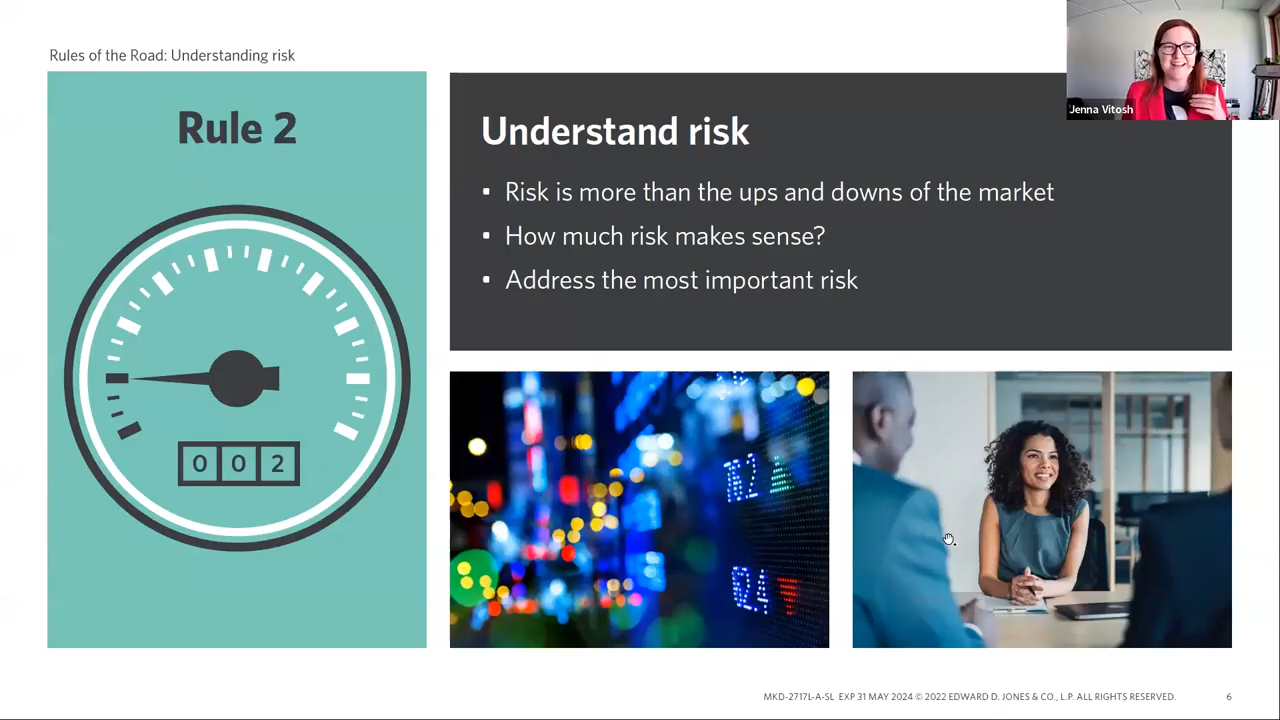 Rules of the Road: Understanding risk
Jenna Vitosh
Rule 2
0 0 2
Understand risk
▪ Risk is more than the ups and downs of the market
▪ How much risk makes sense?
▪ Address the most important risk
MKD-2717L-A-SL EXP 31 MAY 2024 © 2022 EDWARD D. JONES & CO., L.P. ALL RIGHTS RESERVED.
6